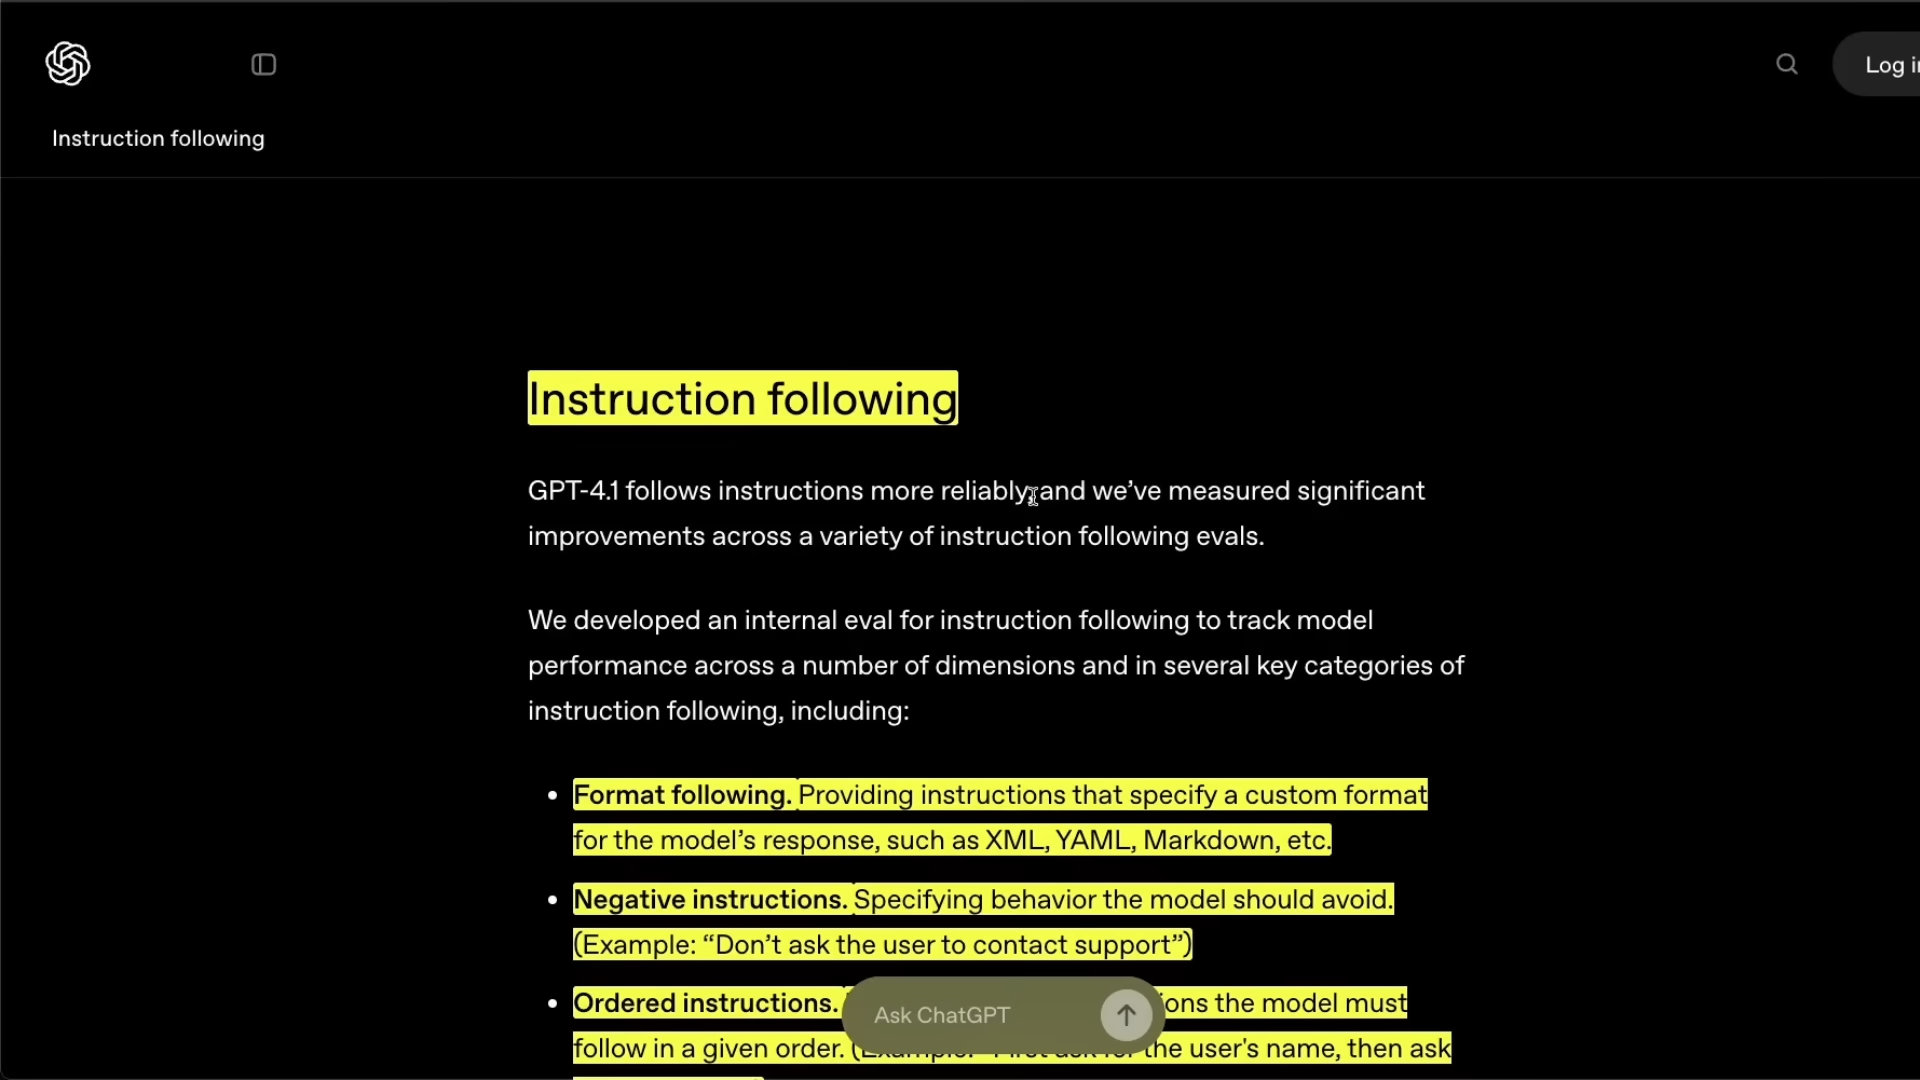 Log i
Instruction following
Instruction following
GPT-4.1 follows instructions more reliably, and we’ve measured significant
improvements across a variety of instruction following evals.
We developed an internal eval for instruction following to track model
performance across a number of dimensions and in several key categories of
instruction following, including:
• Format following. Providing instructions that specify a custom format
for the model’s response, such as XML, YAML, Markdown, etc.
• Negative instructions. Specifying behavior the model should avoid.
(Example: “Don’t ask the user to contact support”)
• Ordered instructions. ions the model must
Ask ChatGPT
follow in a given order. (Example: “First ask for the user's name, then ask